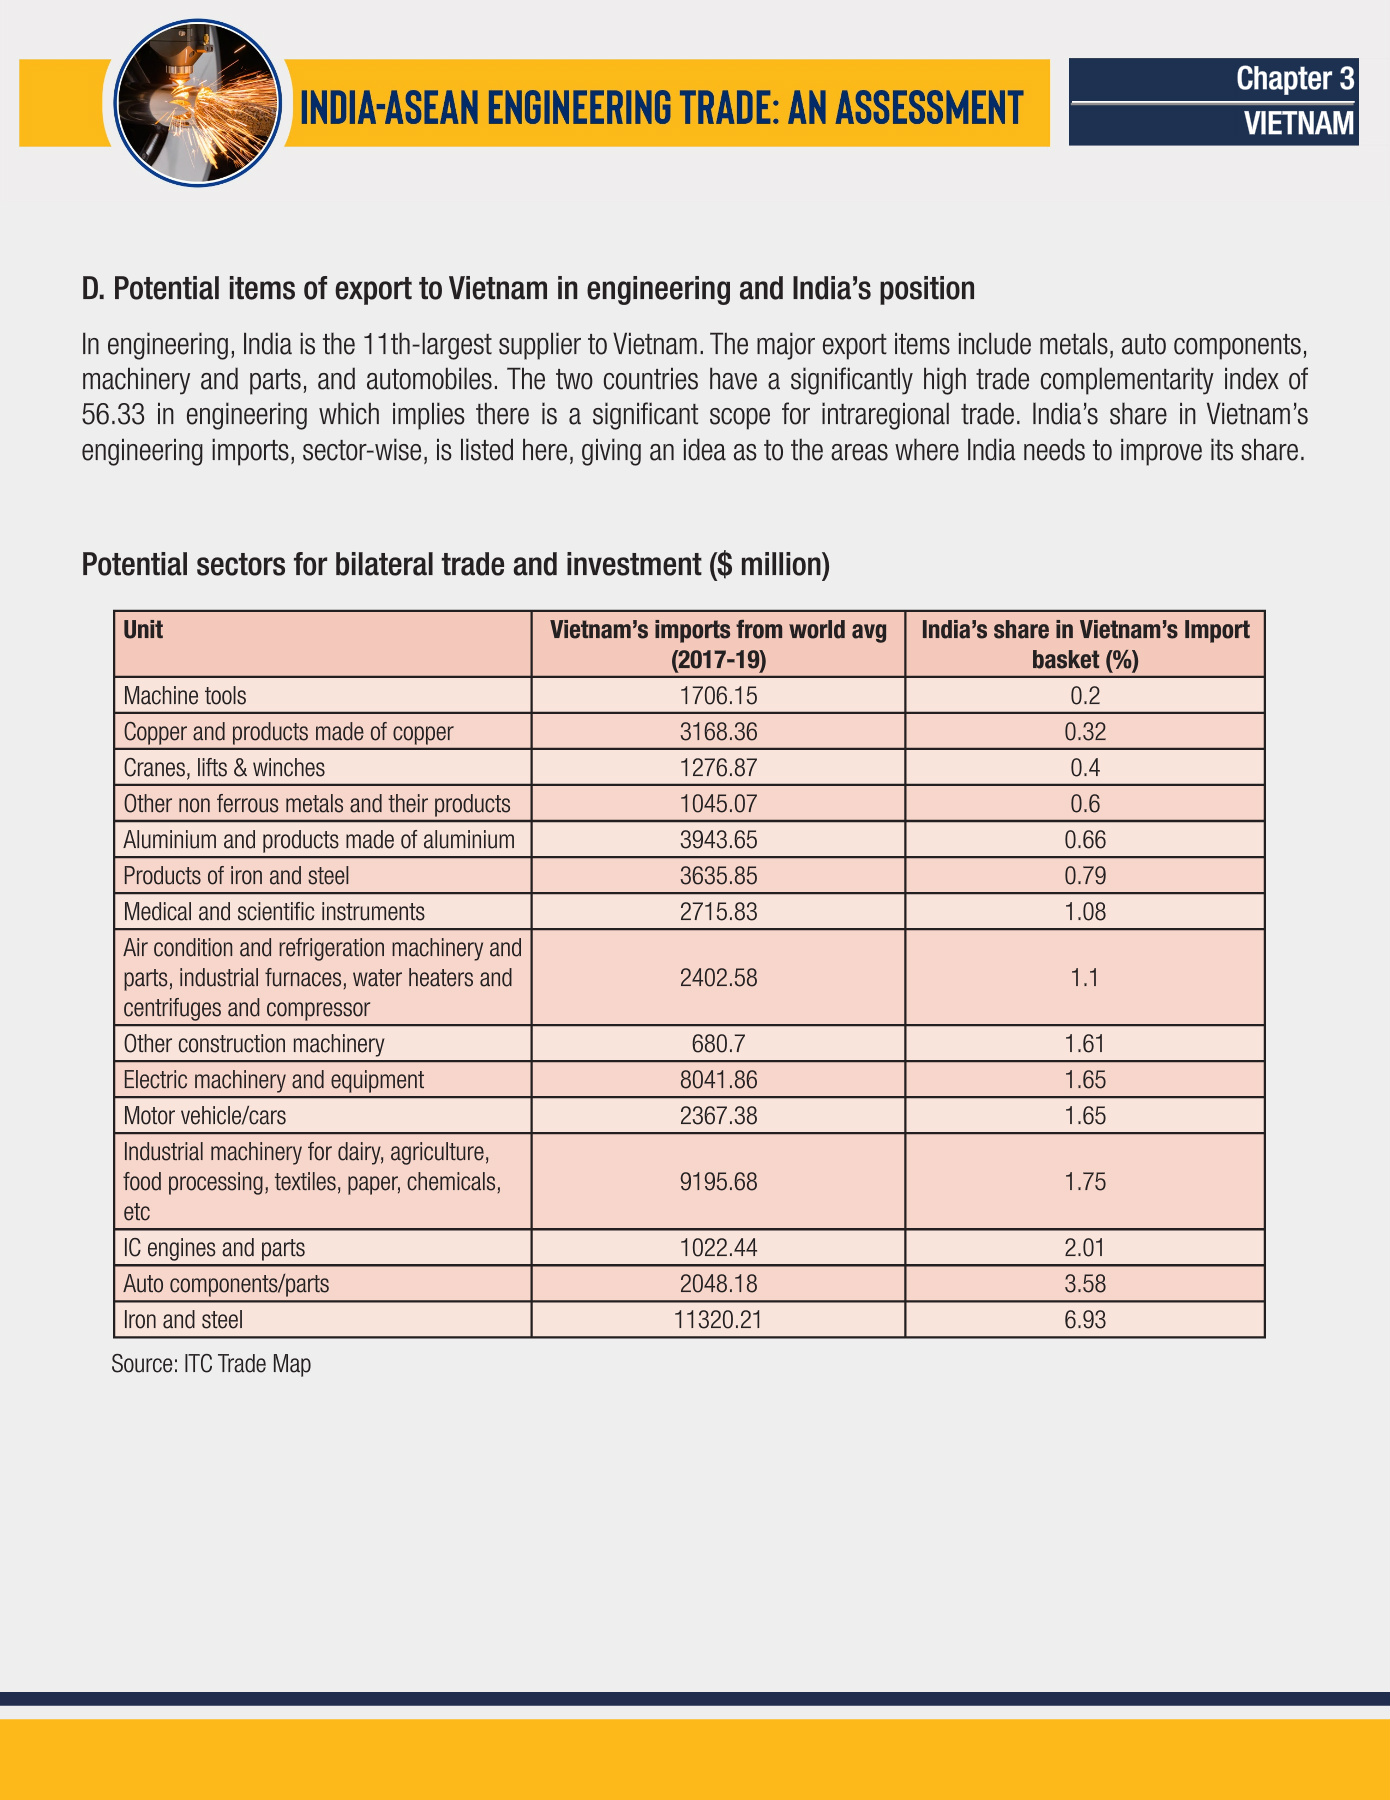 INDIA-ASEAN ENGINEERING TRADE: AN ASSESSMENT
Chapter 3
VIETNAM
D. Potential items of export to Vietnam in engineering and India's position
In engineering, India is the 11th-largest supplier to Vietnam. The major export items include metals, auto components,
machinery and parts, and automobiles. The two countries have a significantly high trade complementarity index of
56.33 in engineering which implies there is a significant scope for intraregional trade. India's share in Vietnam's
engineering imports, sector-wise, is listed here, giving an idea as to the areas where India needs to improve its share.
Potential sectors for bilateral trade and investment ($ million)
Unit Vietnam's imports from world avg India's share in Vietnam's Import
(2017-19) basket (%)
Machine tools 1706.15 0.2
Copper and products made of copper 3168.36 0.32
Cranes, lifts & winches 1276.87 0.4
Other non ferrous metals and their products 1045.07 0.6
Aluminium and products made of aluminium 3943.65 0.66
Products of iron and steel 3635.85 0.79
Medical and scientific instruments 2715.83 1.08
Air condition and refrigeration machinery and
parts, industrial furnaces, water heaters and 2402.58 1.1
centrifuges and compressor
Other construction machinery 680.7 1.61
Electric machinery and equipment 8041.86 1.65
Motor vehicle/cars 2367.38 1.65
Industrial machinery for dairy, agriculture,
food processing, textiles, paper, chemicals, 9195.68 1.75
etc
IC engines and parts 1022.44 2.01
Auto components/parts 2048.18 3.58
Iron and steel 11320.21 6.93
Source: ITC Trade Map